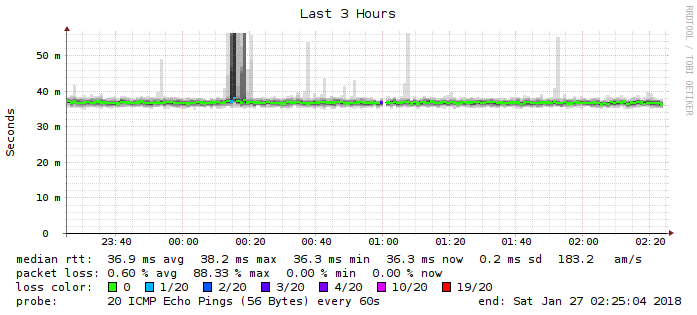 Last 3 Hours
RRDTOOL / TOBI OETIKER
Seconds
50 m
40 m
30 m
20 m
10 m
0
23:40 00:00 00:20 00:40 01:00 01:20 01:40 02:00 02:20
median rtt: 36.9 ms avg 38.2 ms max 36.3 ms min 36.3 ms now 0.2 ms sd 183.2 am/s
packet loss: 0.60 % avg 88.33 % max 0.00 % min 0.00 % now
loss color: 0 1/20 2/20 3/20 4/20 10/20 19/20
probe: 20 ICMP Echo Pings (56 Bytes) every 60s end: Sat Jan 27 02:25:04 2018